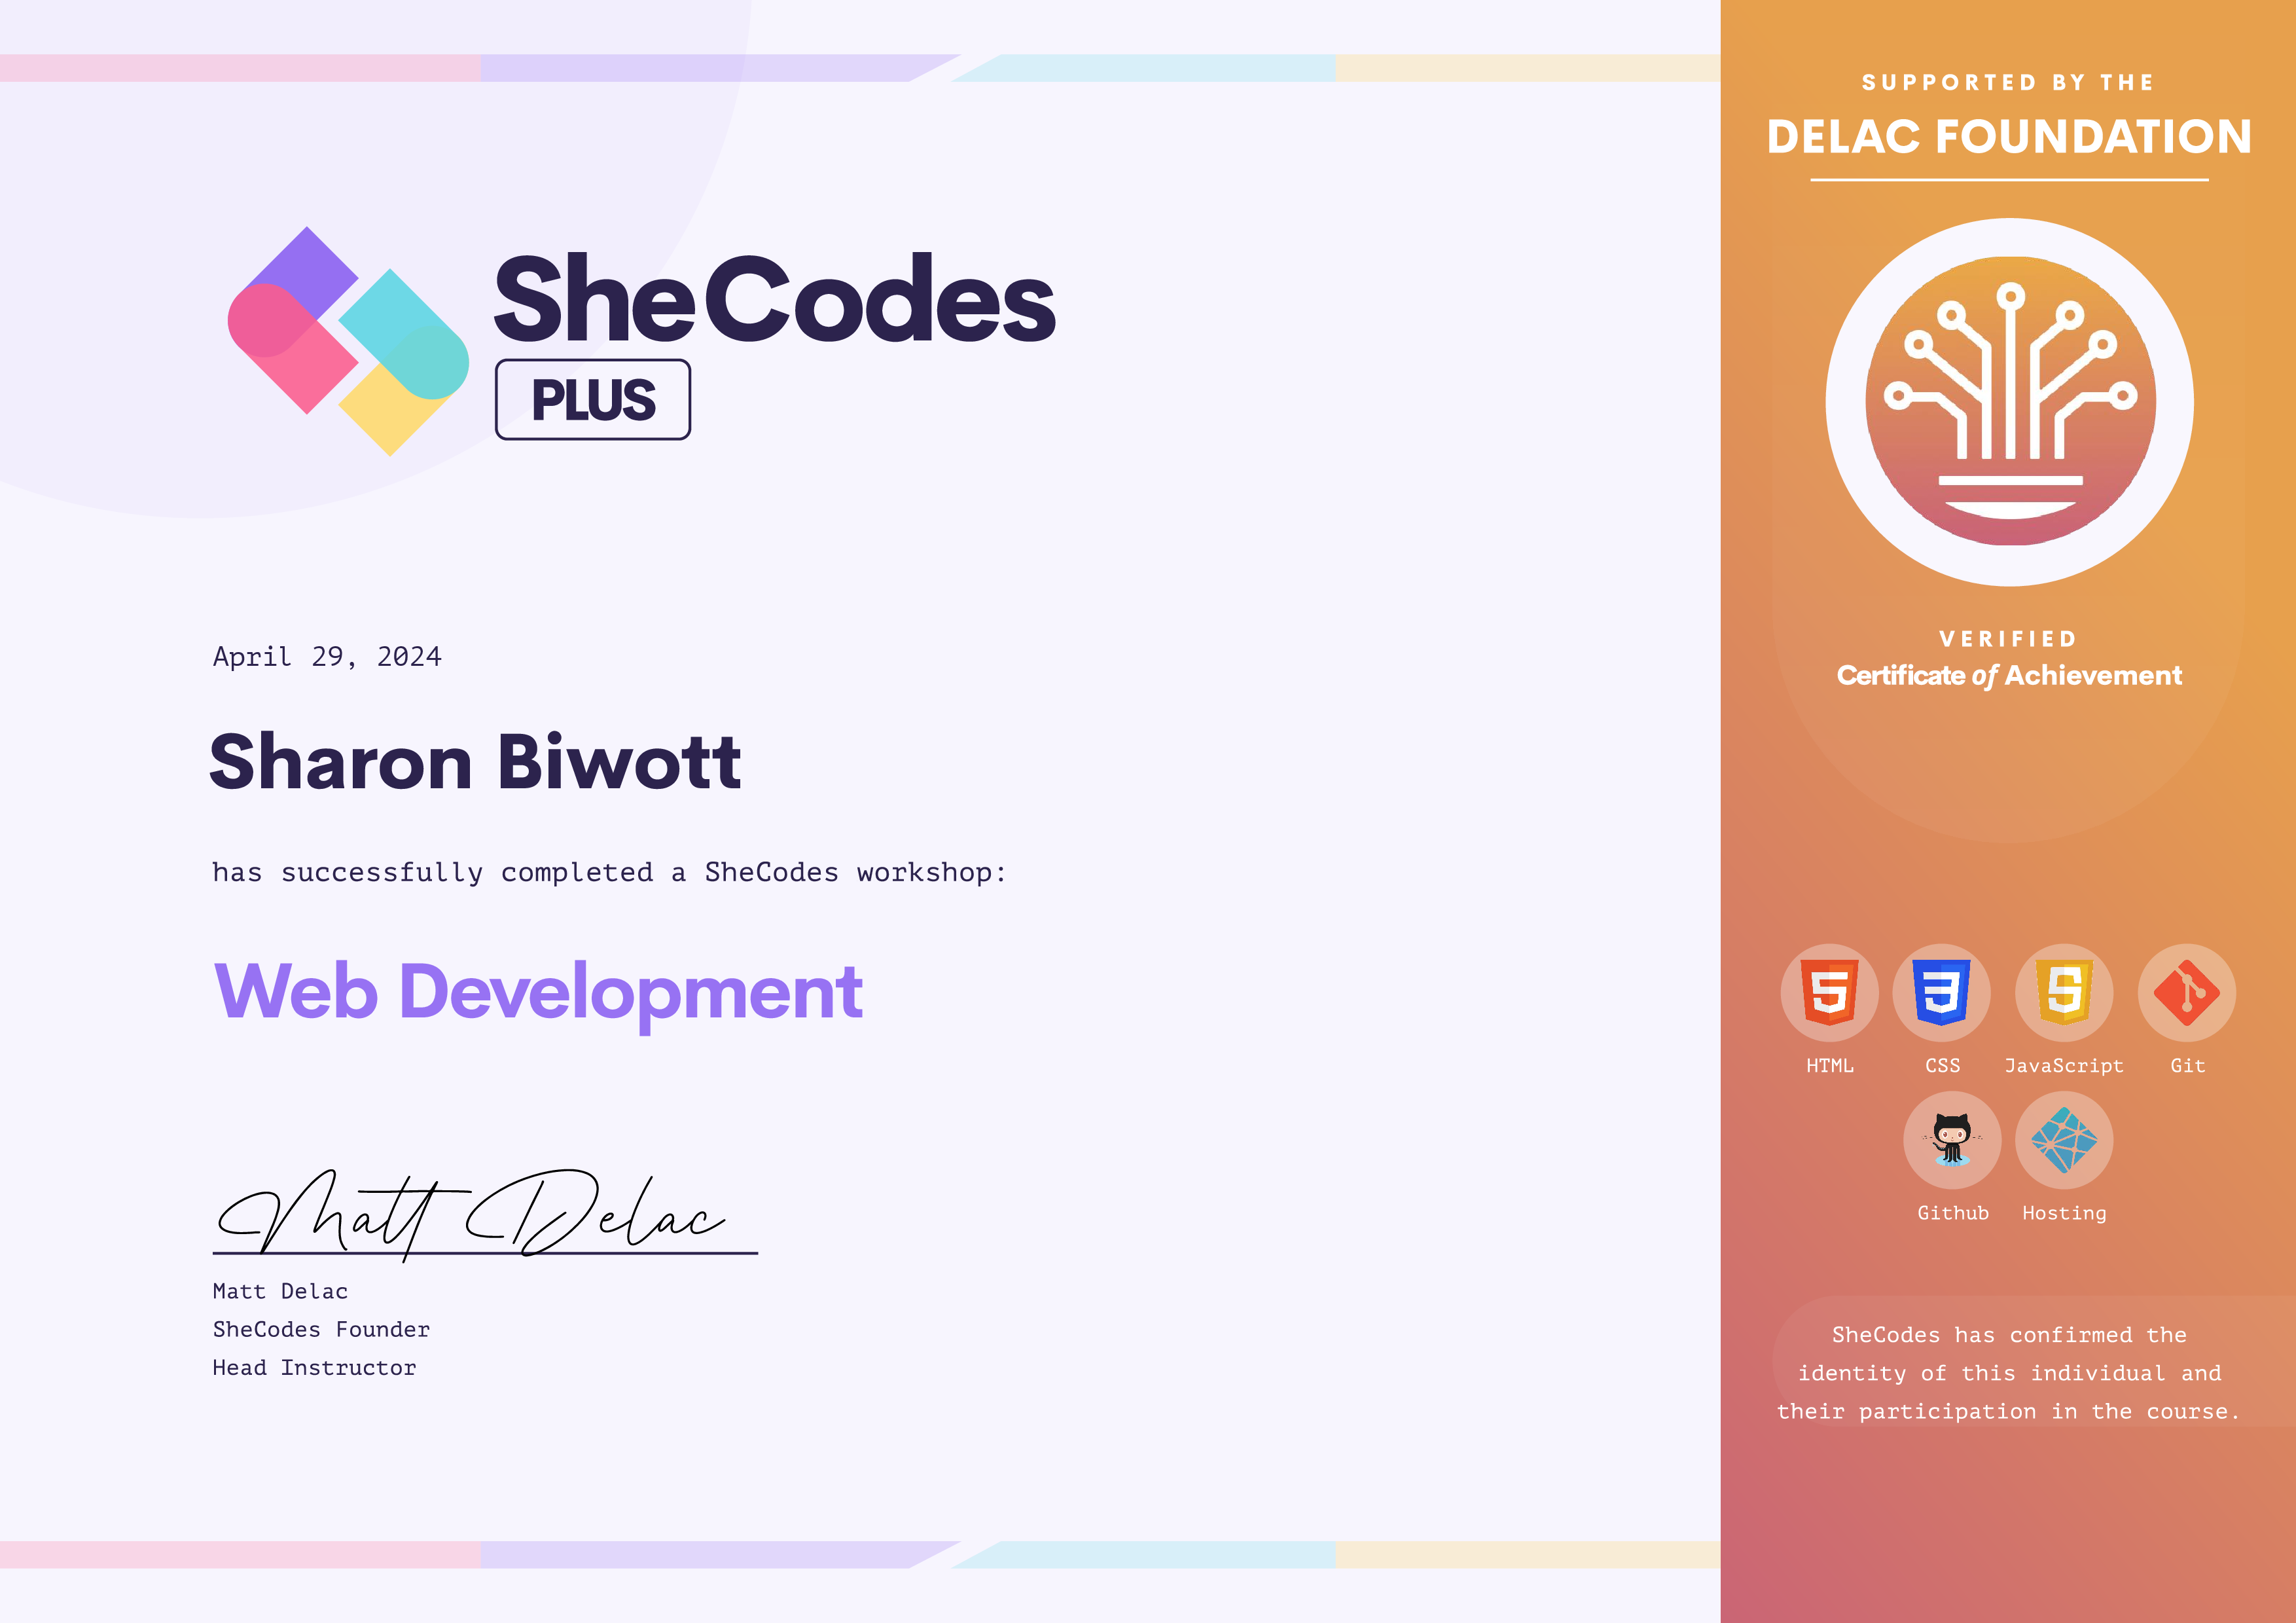 SheCodes
PLUS
April 29, 2024
Sharon Biwott
has successfully completed a SheCodes workshop:
Web Development
Matt Delac
Matt Delac
SheCodes Founder
Head Instructor
SUPPORTED BY THE
DELAC FOUNDATION
VERIFIED
Certificate of Achievement
HTML CSS JavaScript Git
Github Hosting
SheCodes has confirmed the
identity of this individual and
their participation in the course.